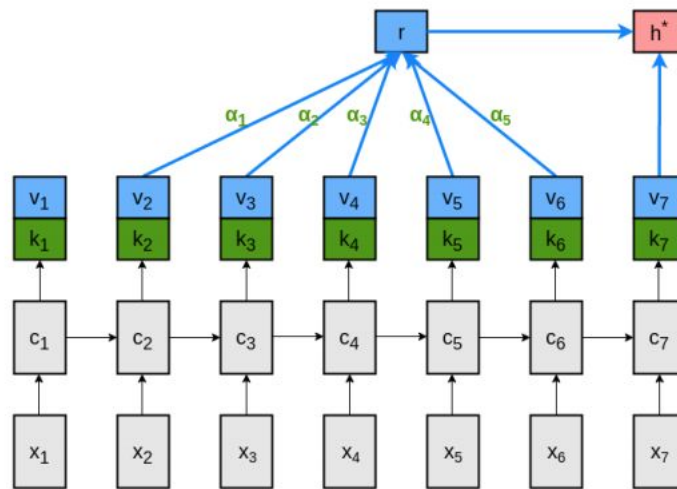 r h*
α₁ α₂ α₃ α₄ α₅
v₁ v₂ v₃ v₄ v₅ v₆ v₇
k₁ k₂ k₃ k₄ k₅ k₆ k₇
c₁ c₂ c₃ c₄ c₅ c₆ c₇
x₁ x₂ x₃ x₄ x₅ x₆ x₇